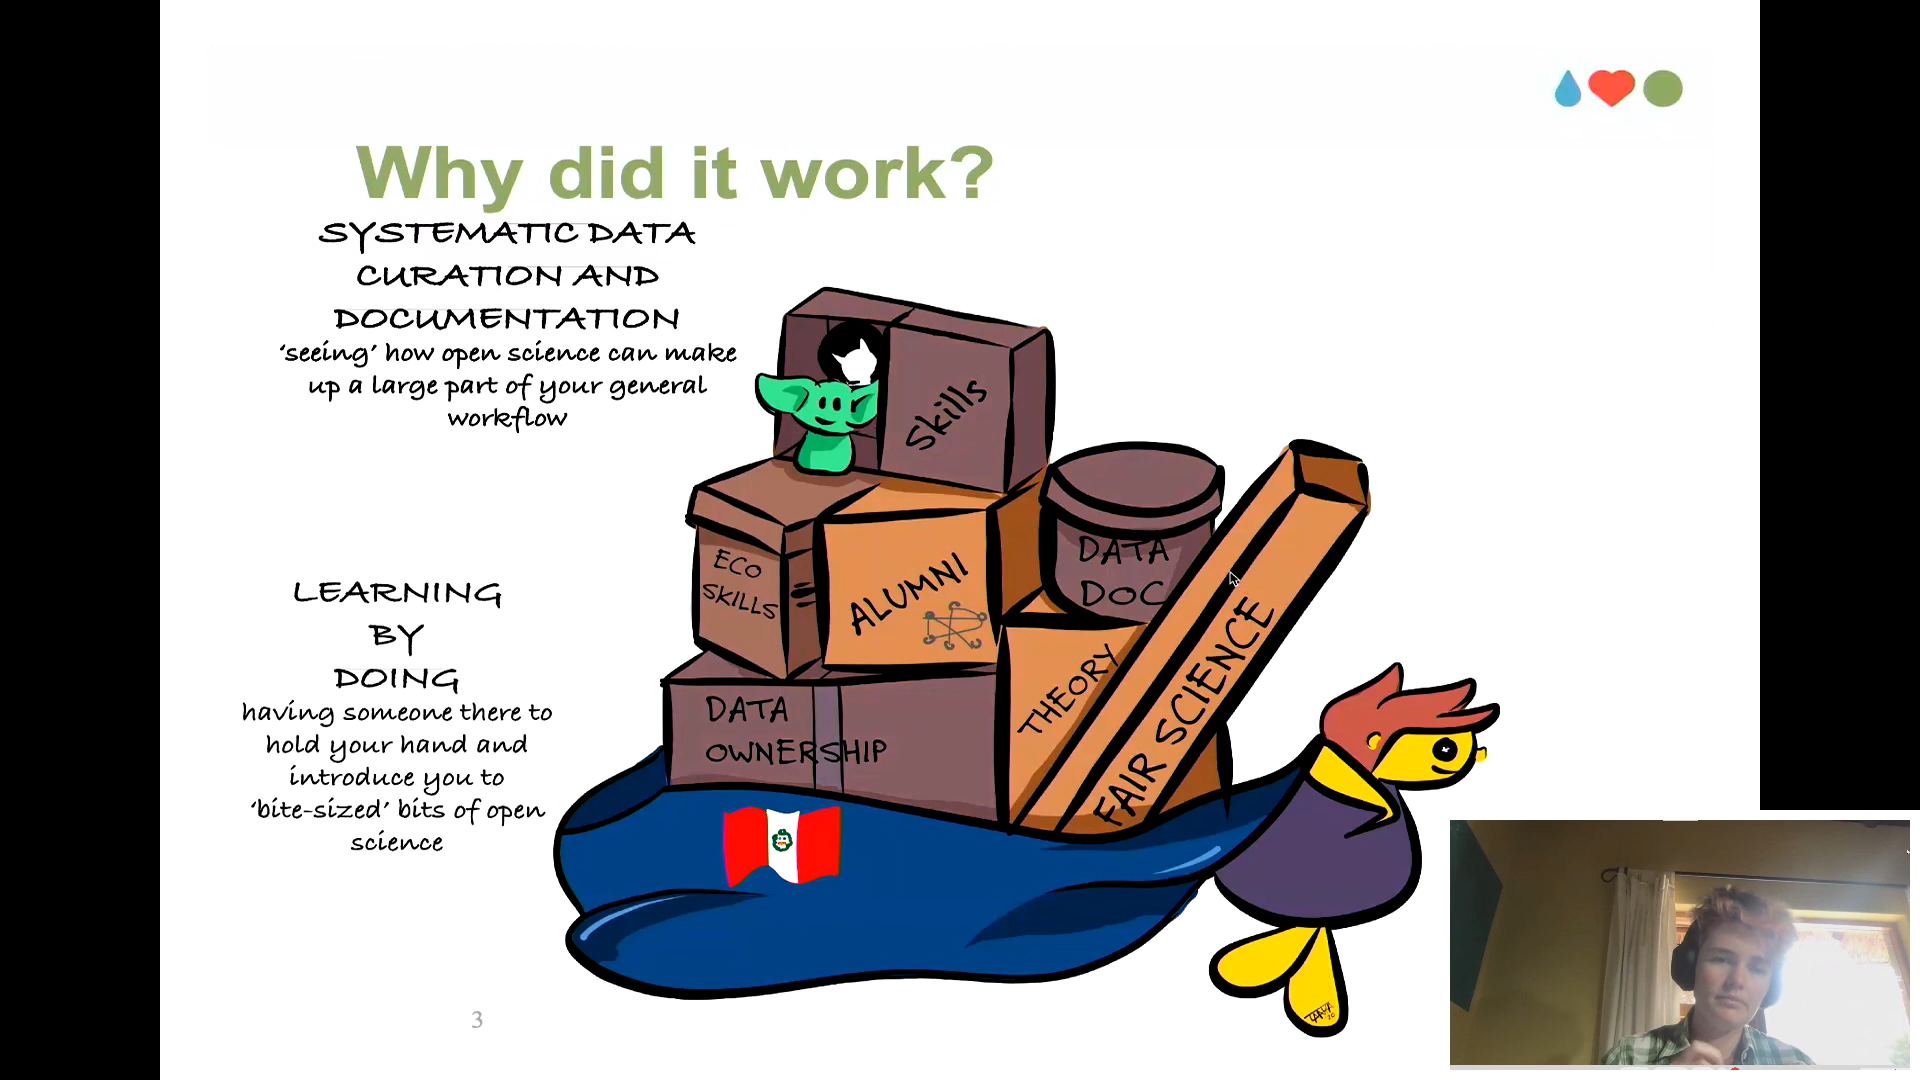 Why did it work?
SYSTEMATIC DATA
CURATION AND
DOCUMENTATION
‘seeing’ how open science can make
up a large part of your general
workflow
LEARNING
BY
DOING
having someone there to
hold your hand and
introduce you to
‘bite-sized’ bits of open
science
Skills
ECO
SKILLS
ALUMNI
DATA
DOC
DATA
OWNERSHIP
THEORY
FAIR SCIENCE
3